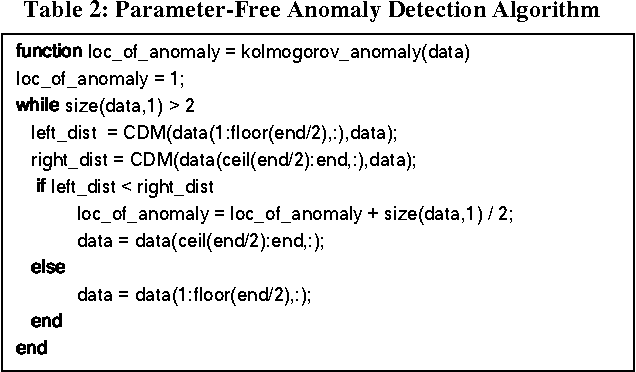 Table 2: Parameter-Free Anomaly Detection Algorithm
function loc_of_anomaly = kolmogorov_anomaly(data)
loc_of_anomaly = 1;
while size(data,1) > 2
left_dist = CDM(data(1:floor(end/2),:),data);
right_dist = CDM(data(ceil(end/2):end,:),data);
if left_dist < right_dist
loc_of_anomaly = loc_of_anomaly + size(data,1) / 2;
data = data(ceil(end/2):end,:);
else
data = data(1:floor(end/2),:);
end
end